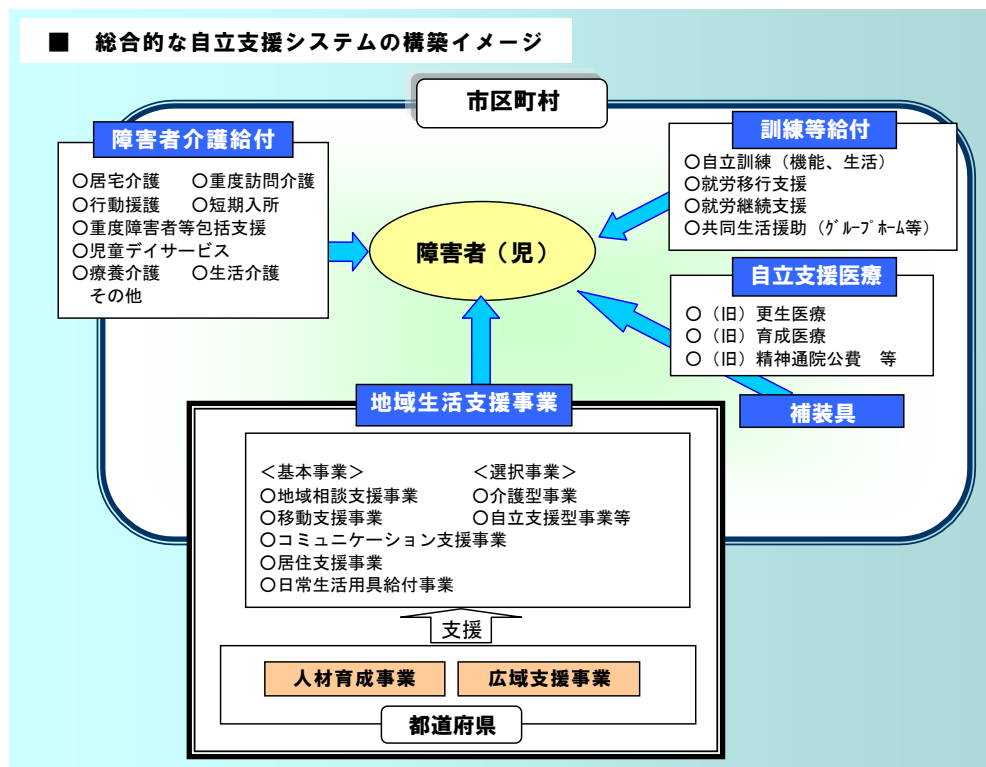 ■ 総合的な自立支援システムの構築イメージ
市区町村
障害者介護給付
○居宅介護 ○重度訪問介護
○行動援護 ○短期入所
○重度障害者等包括支援
○児童デイサービス
○療養介護 ○生活介護
その他
障害者（児）
訓練等給付
○自立訓練（機能、生活）
○就労移行支援
○就労継続支援
○共同生活援助（ｸﾞﾙｰﾌﾟﾎｰﾑ等）
自立支援医療
○（旧）更生医療
○（旧）育成医療
○（旧）精神通院公費 等
補装具
地域生活支援事業
＜基本事業＞ ＜選択事業＞
○地域相談支援事業 ○介護型事業
○移動支援事業 ○自立支援型事業等
○コミュニケーション支援事業
○居住支援事業
○日常生活用具給付事業
支援
人材育成事業 広域支援事業
都道府県